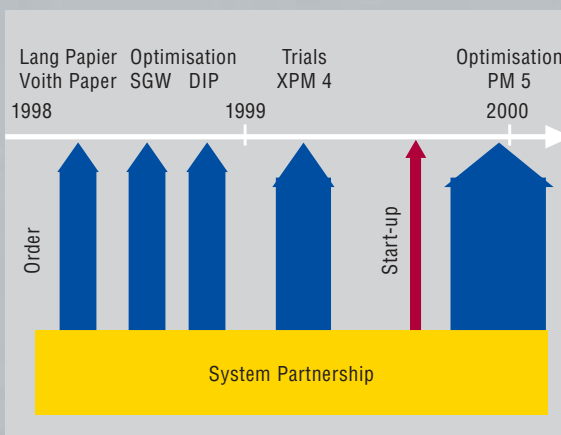 Lang Papier Optimisation Trials Optimisation
Voith Paper SGW DIP XPM 4 PM 5
1998 1999 2000
Order
Start-up
System Partnership